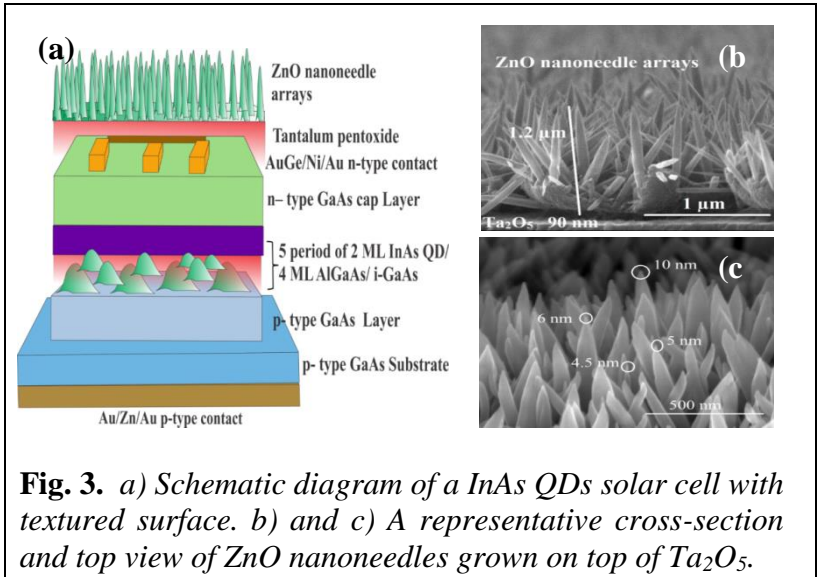 (a)
ZnO nanoneedle
arrays
Tantalum pentoxide
AuGe/Ni/Au n-type contact
n– type GaAs cap Layer
5 period of 2 ML InAs QD/
4 ML AlGaAs/ i-GaAs
p- type GaAs Layer
p- type GaAs Substrate
Au/Zn/Au p-type contact
ZnO nanoneedle arrays
(b)
1.2 µm
1 µm
Ta₂O₅ 90 nm
(c)
10 nm
6 nm
5 nm
4.5 nm
500 nm
Fig. 3. a) Schematic diagram of a InAs QDs solar cell with
textured surface. b) and c) A representative cross-section
and top view of ZnO nanoneedles grown on top of Ta₂O₅.